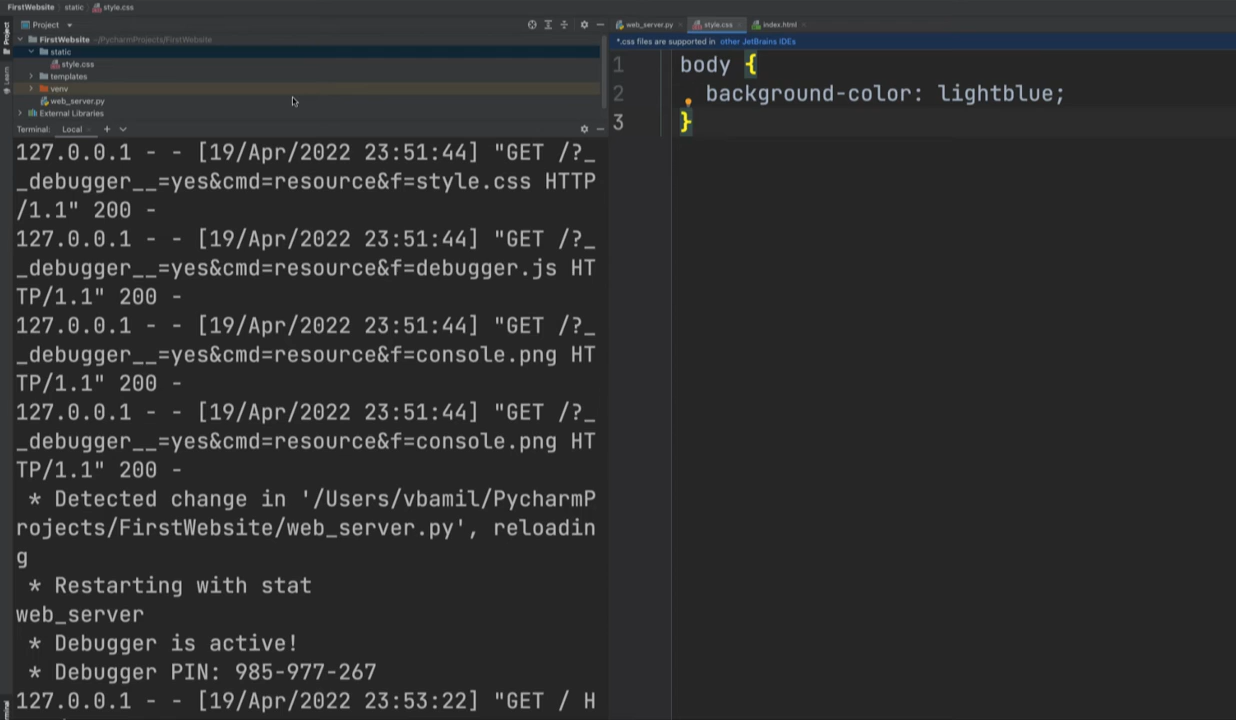 FirstWebsite static style.css
Project
FirstWebsite ~/PycharmProjects/FirstWebsite
static
style.css
templates
venv
web_server.py
External Libraries
Project
Learn
Terminal: Local + 
127.0.0.1 - - [19/Apr/2022 23:51:44] "GET /?_
_debugger__=yes&cmd=resource&f=style.css HTTP
/1.1" 200 -
127.0.0.1 - - [19/Apr/2022 23:51:44] "GET /?_
_debugger__=yes&cmd=resource&f=debugger.js HT
TP/1.1" 200 -
127.0.0.1 - - [19/Apr/2022 23:51:44] "GET /?_
_debugger__=yes&cmd=resource&f=console.png HT
TP/1.1" 200 -
127.0.0.1 - - [19/Apr/2022 23:51:44] "GET /?_
_debugger__=yes&cmd=resource&f=console.png HT
TP/1.1" 200 -
* Detected change in '/Users/vbamil/PycharmP
rojects/FirstWebsite/web_server.py', reloadin
g
* Restarting with stat
web_server
* Debugger is active!
* Debugger PIN: 985-977-267
127.0.0.1 - - [19/Apr/2022 23:53:22] "GET / H
web_server.py style.css index.html
*.css files are supported in other JetBrains IDEs
1 body {
2 background-color: lightblue;
3 }